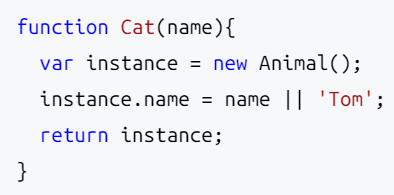 function Cat(name){
  var instance = new Animal();
  instance.name = name || 'Tom';
  return instance;
}